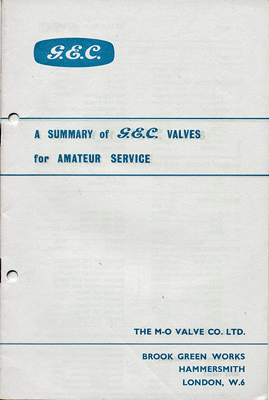 G.E.C.
A SUMMARY of G.E.C. VALVES
for AMATEUR SERVICE
THE M-O VALVE CO. LTD.
BROOK GREEN WORKS
HAMMERSMITH
LONDON, W.6